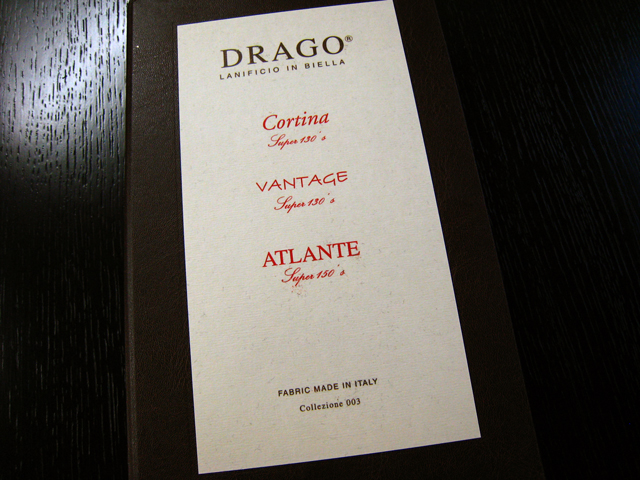 DRAGO®
LANIFICIO IN BIELLA
Cortina
Super 130's
VANTAGE
Super 130's
ATLANTE
Super 150's
FABRIC MADE IN ITALY
Collezione 003